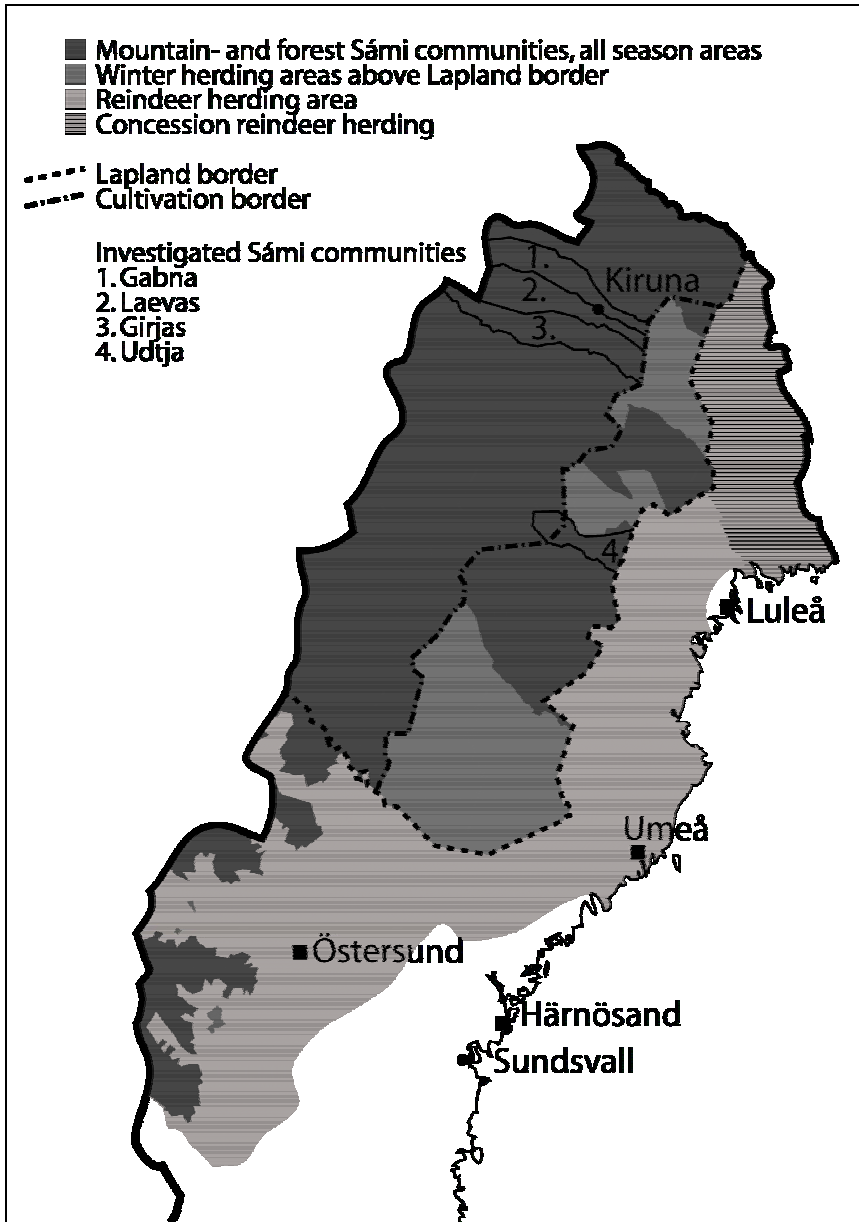 Mountain- and forest Sámi communities, all season areas
Winter herding areas above Lapland border
Reindeer herding area
Concession reindeer herding
Lapland border
Cultivation border
Investigated Sámi communities
1. Gabna
2. Laevas
3. Girjas
4. Udtja
1.
Kiruna
2.
3.
4
Luleå
Umeå
Östersund
Härnösand
Sundsvall